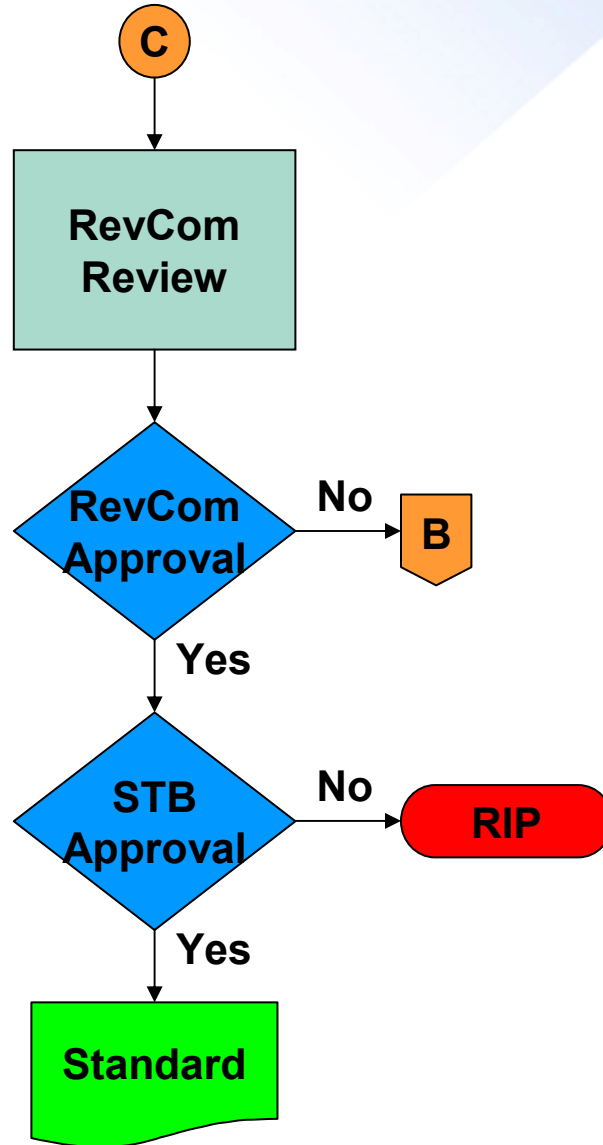 C
RevCom
Review
RevCom
Approval
No
B
Yes
STB
Approval
No
RIP
Yes
Standard